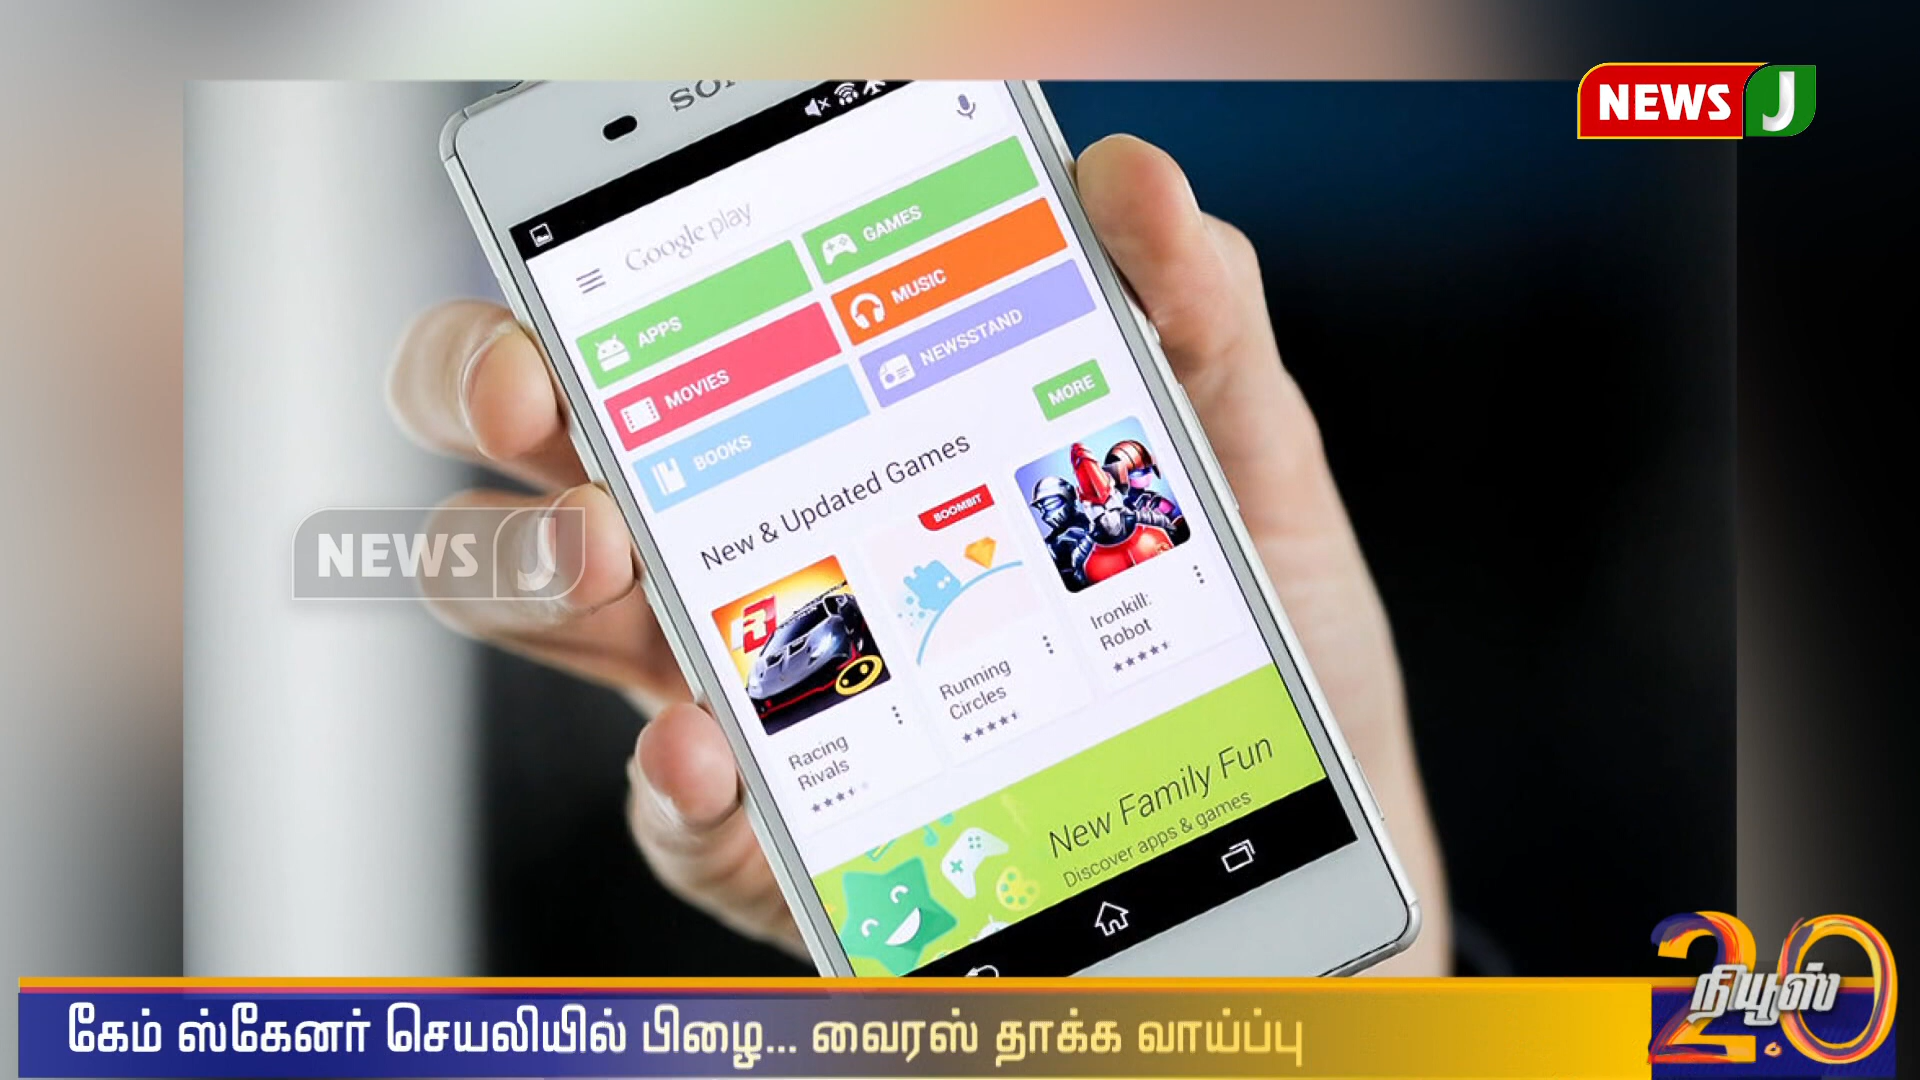 NEWS J
Google play
GAMES
APPS
MUSIC
MOVIES
NEWSSTAND
BOOKS
MORE
New & Updated Games
BOOMBIT
Racing
Rivals
Running
Circles
Ironkill:
Robot
New Family Fun
Discover apps & games
NEWS J
நியூஸ்
2.0
கேம் ஸ்கேனர் செயலியில் பிழை... வைரஸ் தாக்க வாய்ப்பு